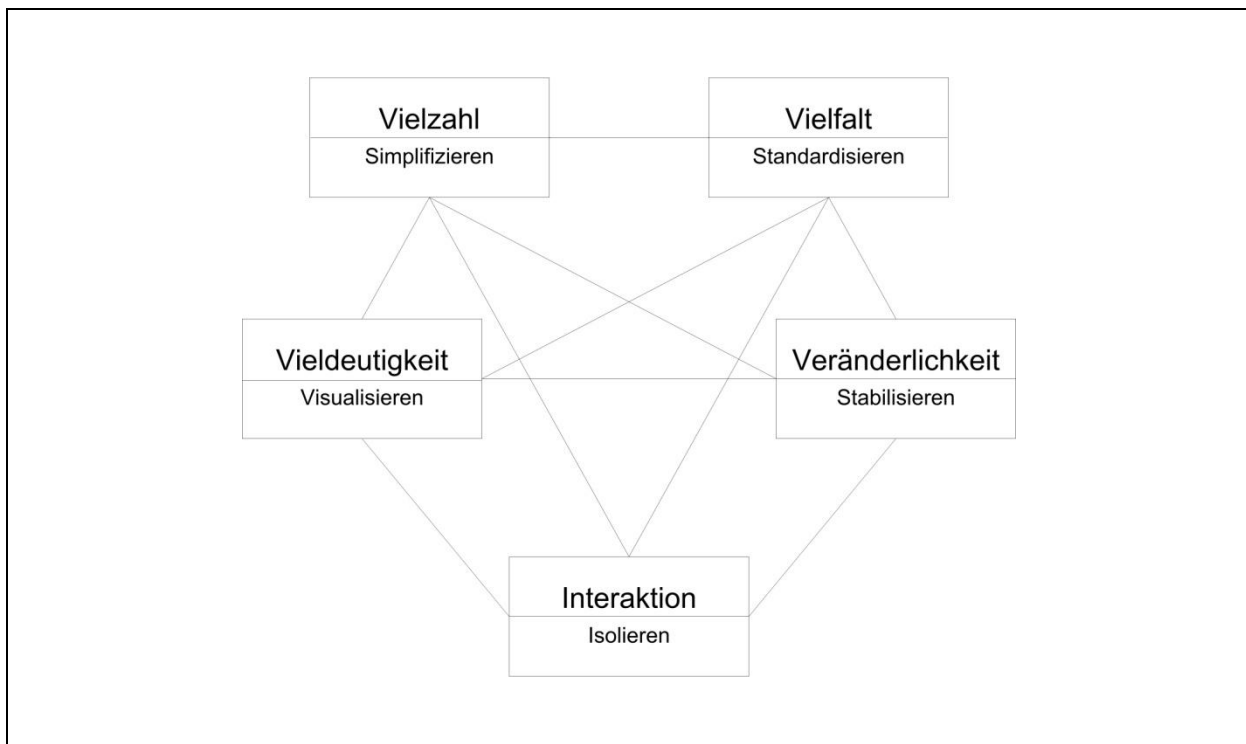 Vielzahl
Simplifizieren
Vielfalt
Standardisieren
Vieldeutigkeit
Visualisieren
Veränderlichkeit
Stabilisieren
Interaktion
Isolieren